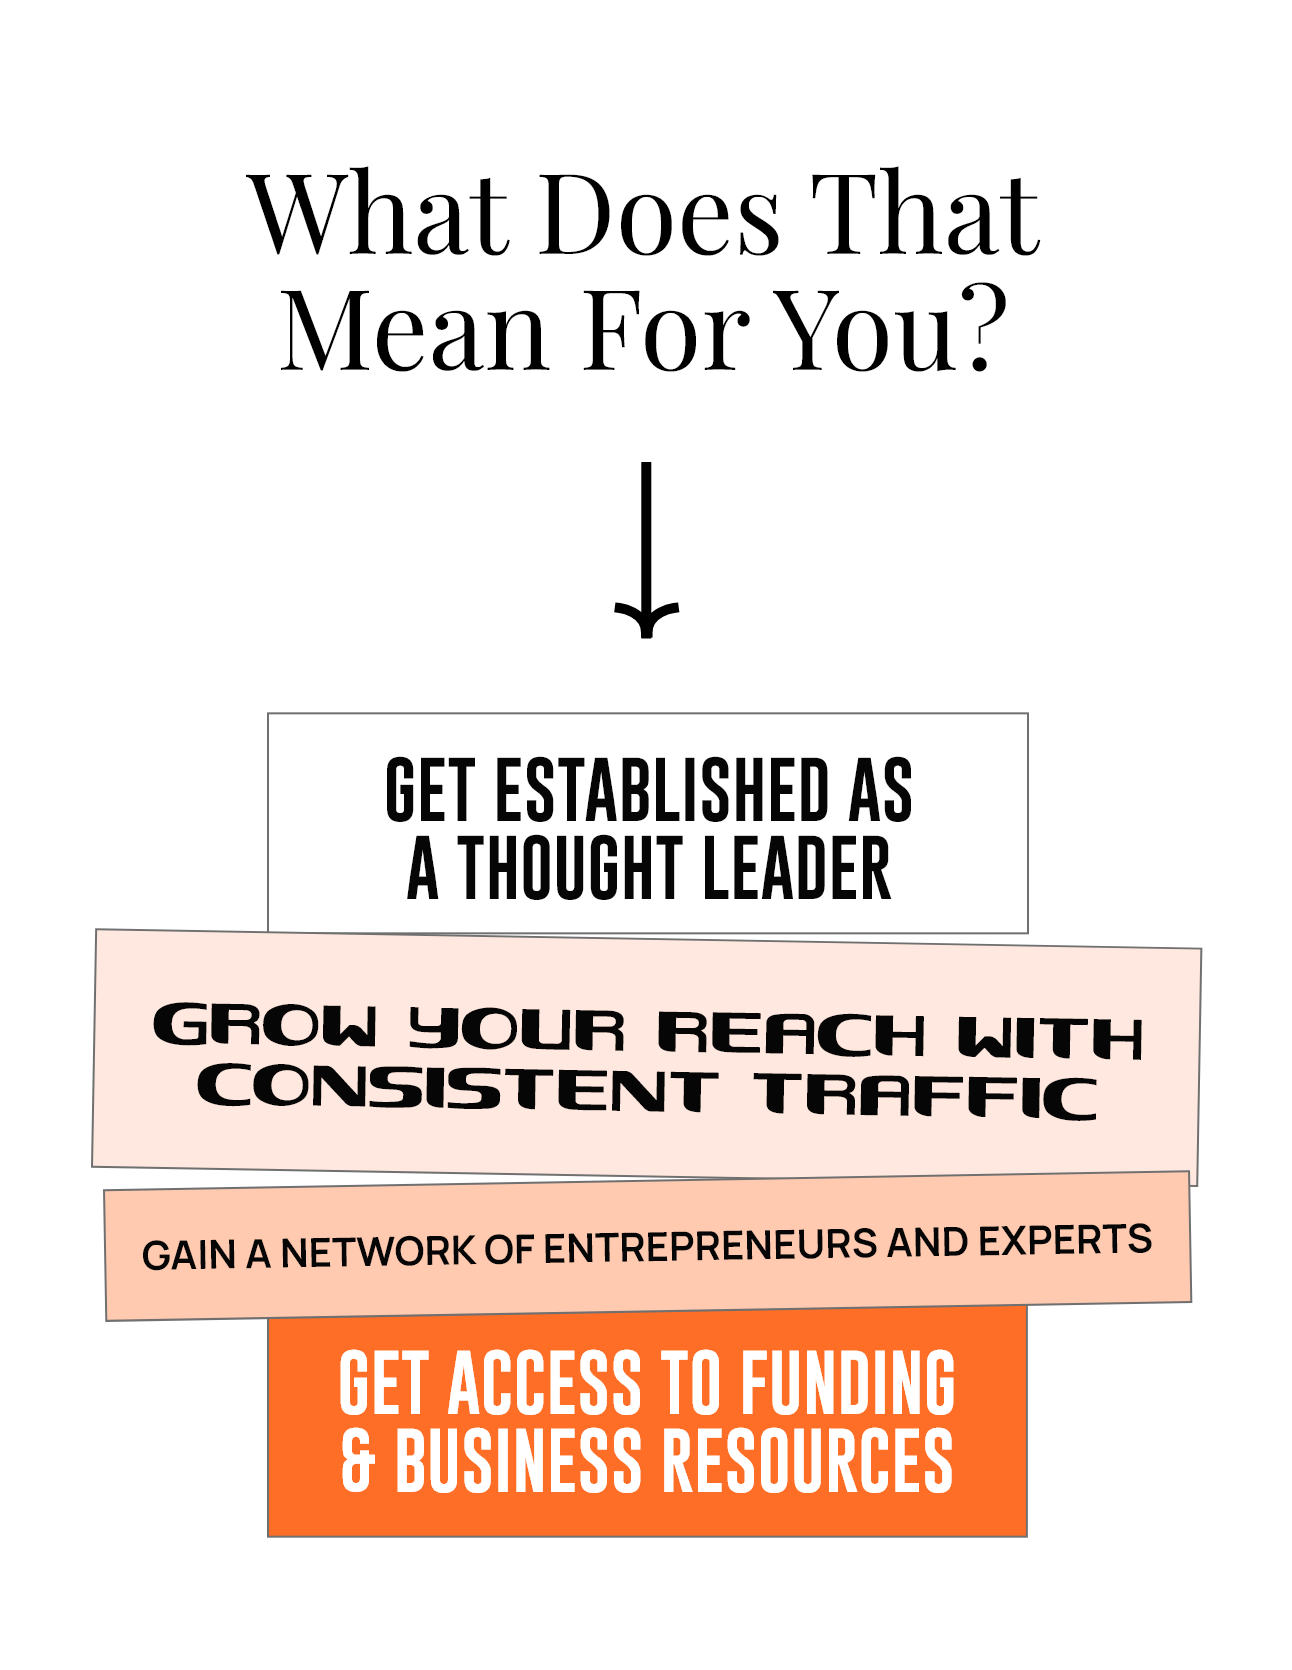 What Does That
Mean For You?
GET ESTABLISHED AS
A THOUGHT LEADER
GROW YOUR REACH WITH
CONSISTENT TRAFFIC
GAIN A NETWORK OF ENTREPRENEURS AND EXPERTS
GET ACCESS TO FUNDING
& BUSINESS RESOURCES